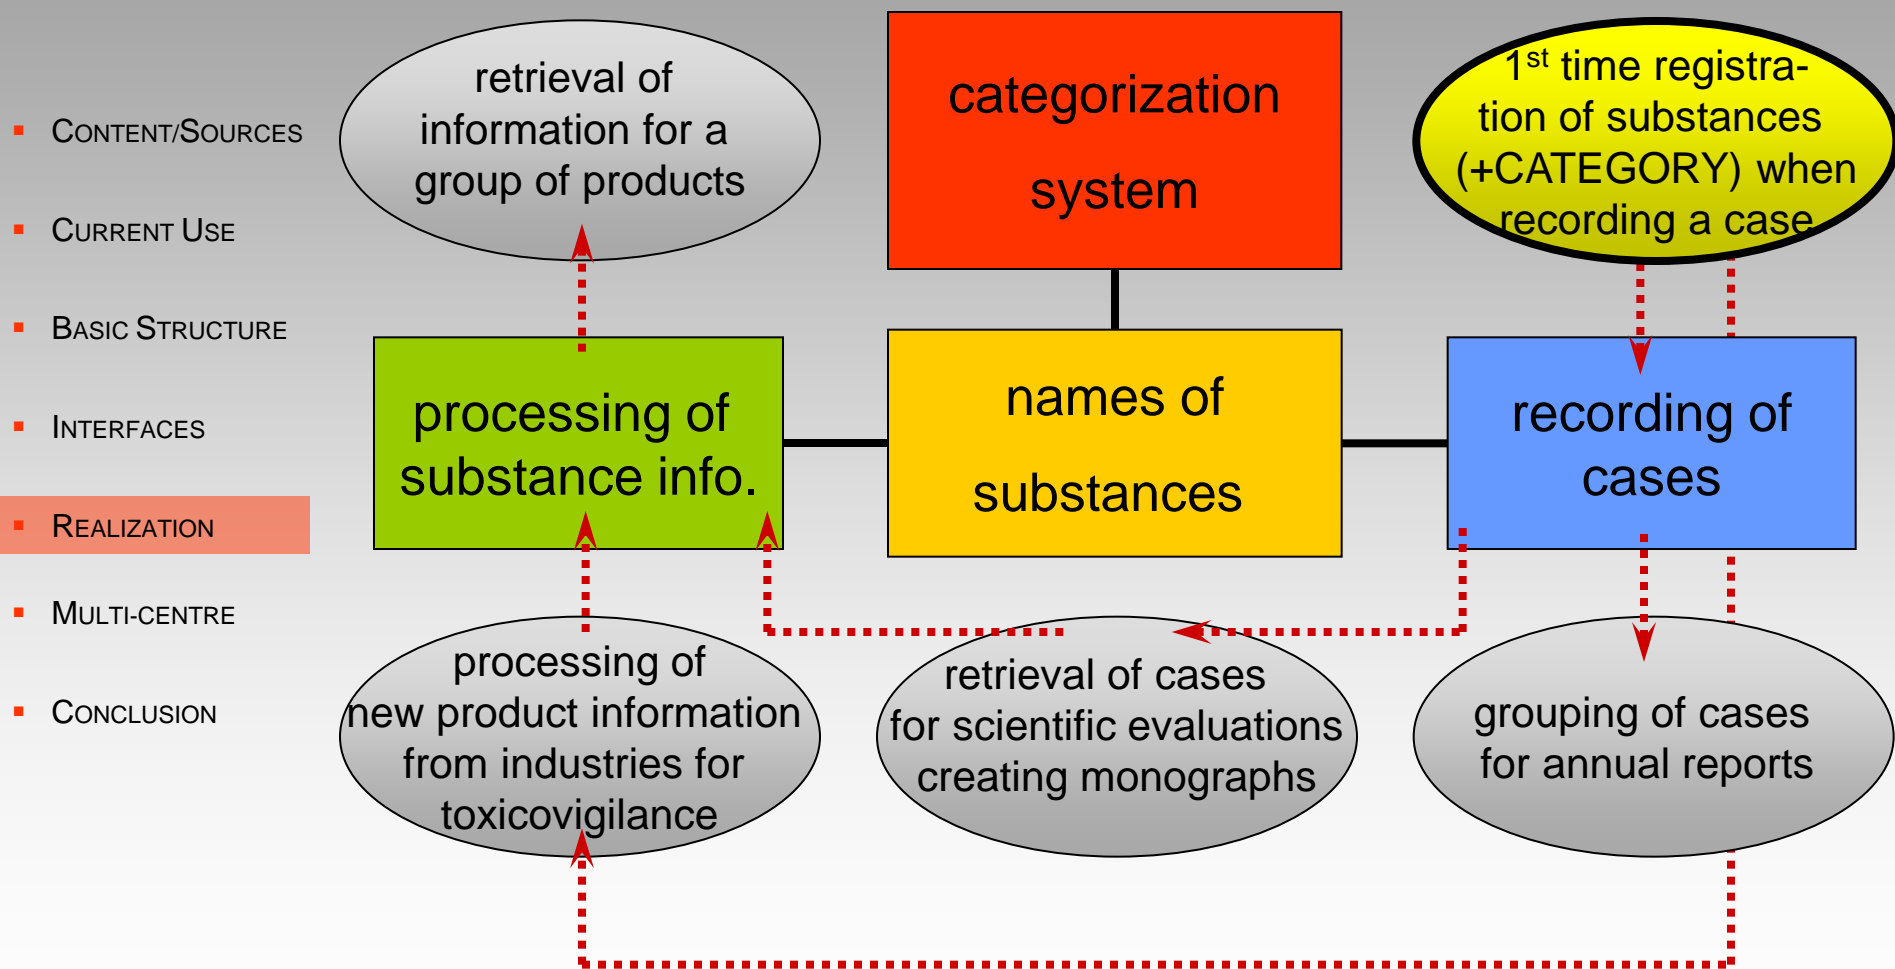 CONTENT/SOURCES
CURRENT USE
BASIC STRUCTURE
INTERFACES
REALIZATION
MULTI-CENTRE
CONCLUSION
retrieval of
information for a
group of products
categorization
system
1st time registra-
tion of substances
(+CATEGORY) when
recording a case
processing of
substance info.
names of
substances
recording of
cases
processing of
new product information
from industries for
toxicovigilance
retrieval of cases
for scientific evaluations
creating monographs
grouping of cases
for annual reports